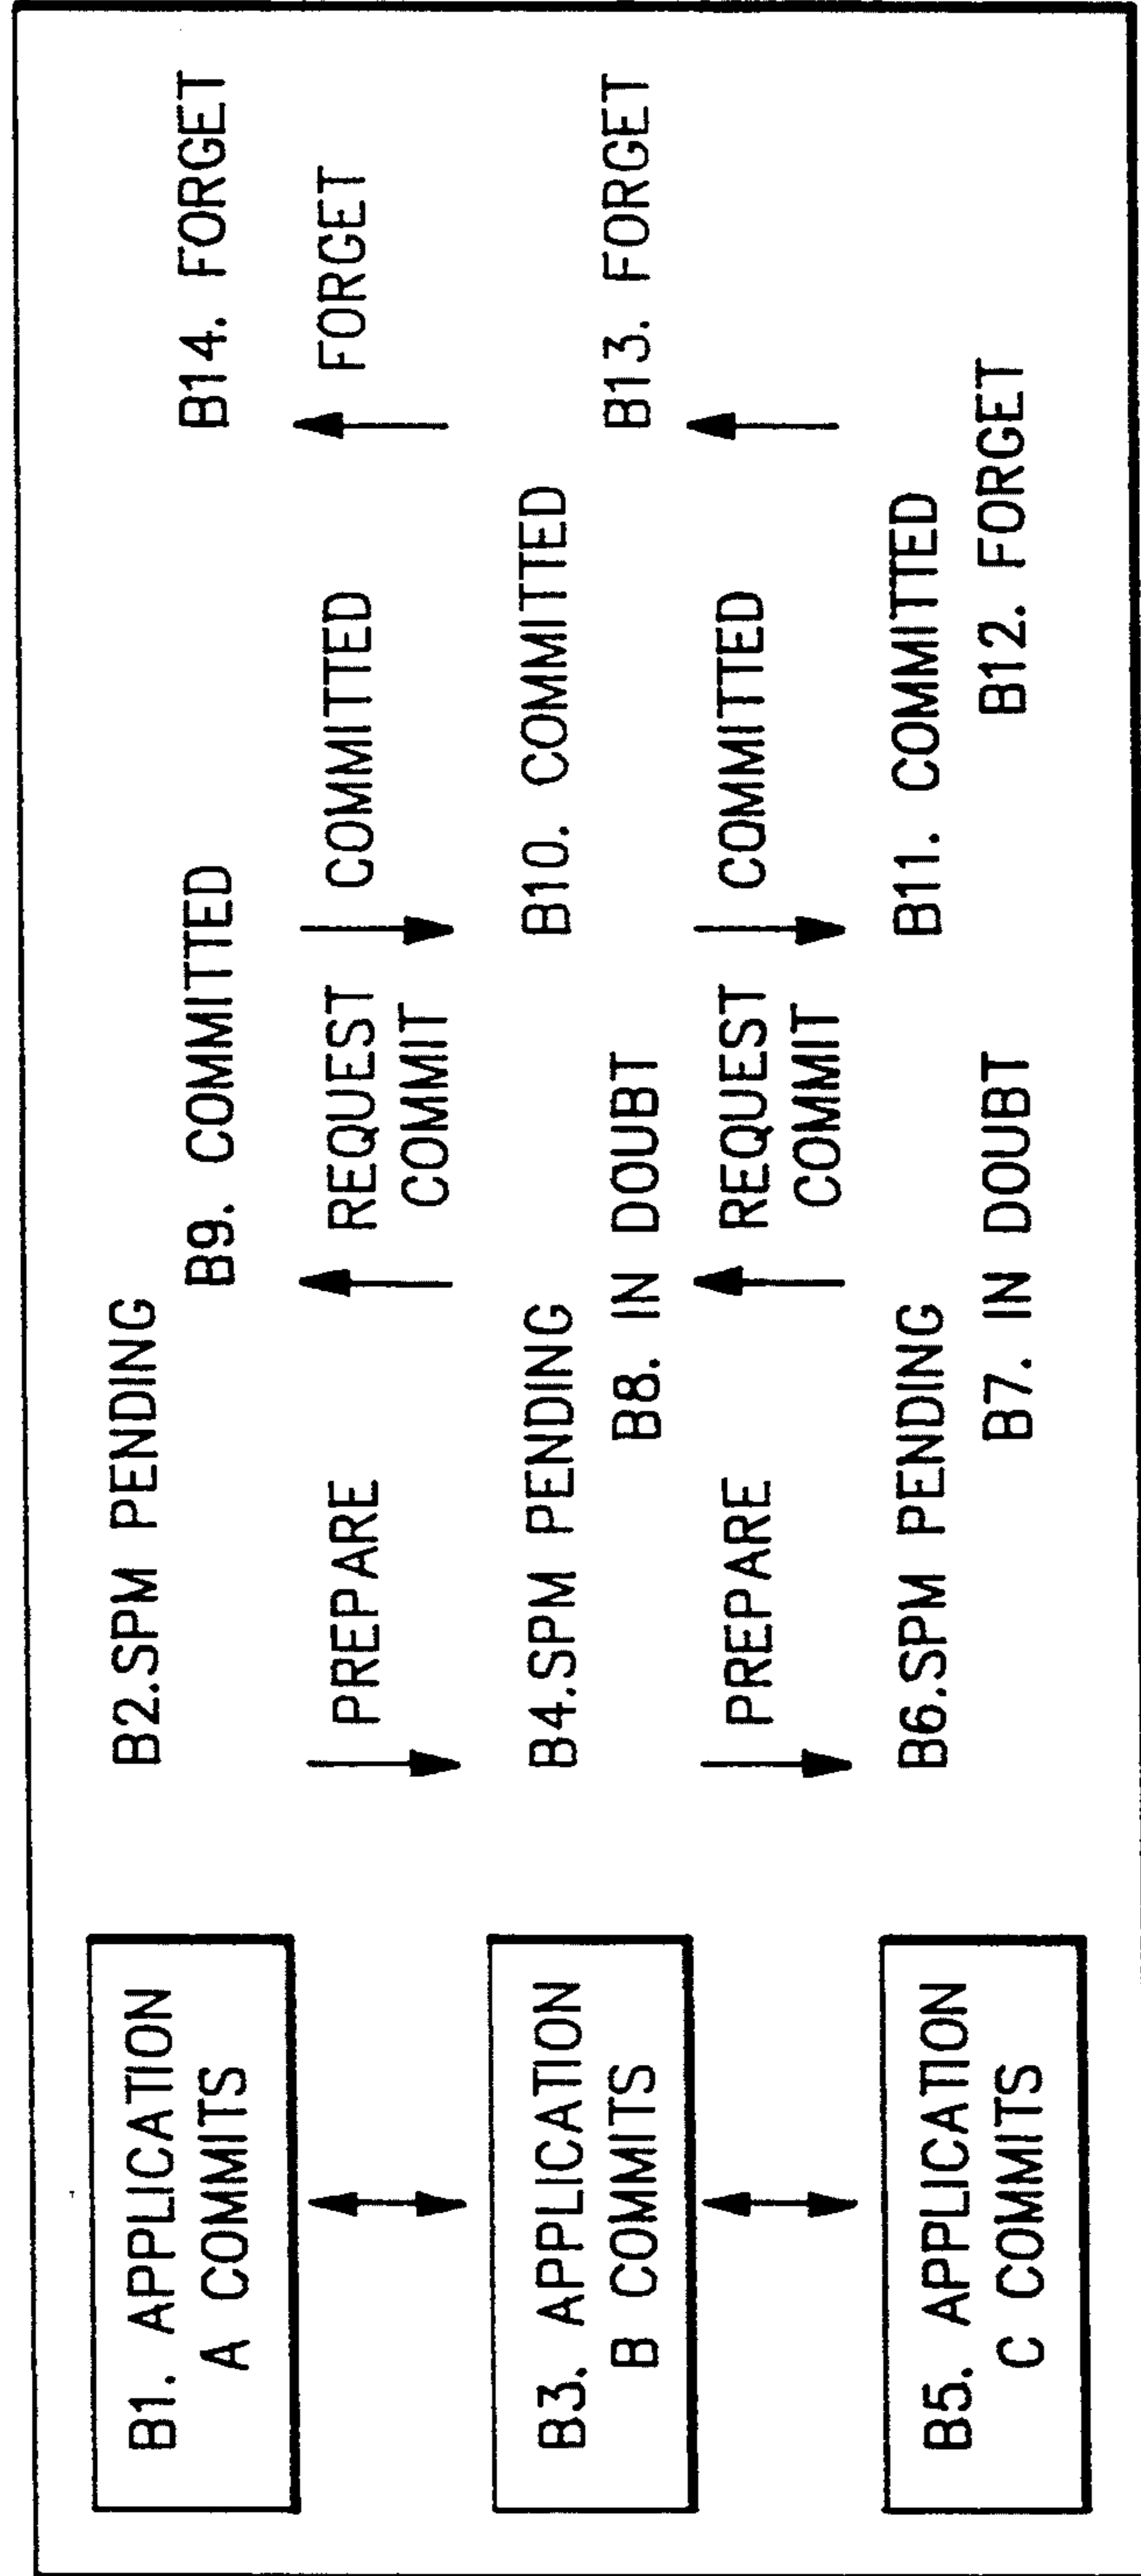 B1. APPLICATION
A COMMITS
B2.SPM PENDING
B9. COMMITTED
B14. FORGET
PREPARE
REQUEST
COMMIT
COMMITTED
FORGET
B3. APPLICATION
B COMMITS
B4.SPM PENDING
B8. IN DOUBT
B10. COMMITTED
B13. FORGET
PREPARE
REQUEST
COMMIT
COMMITTED
B5. APPLICATION
C COMMITS
B6.SPM PENDING
B7. IN DOUBT
B11. COMMITTED
B12. FORGET